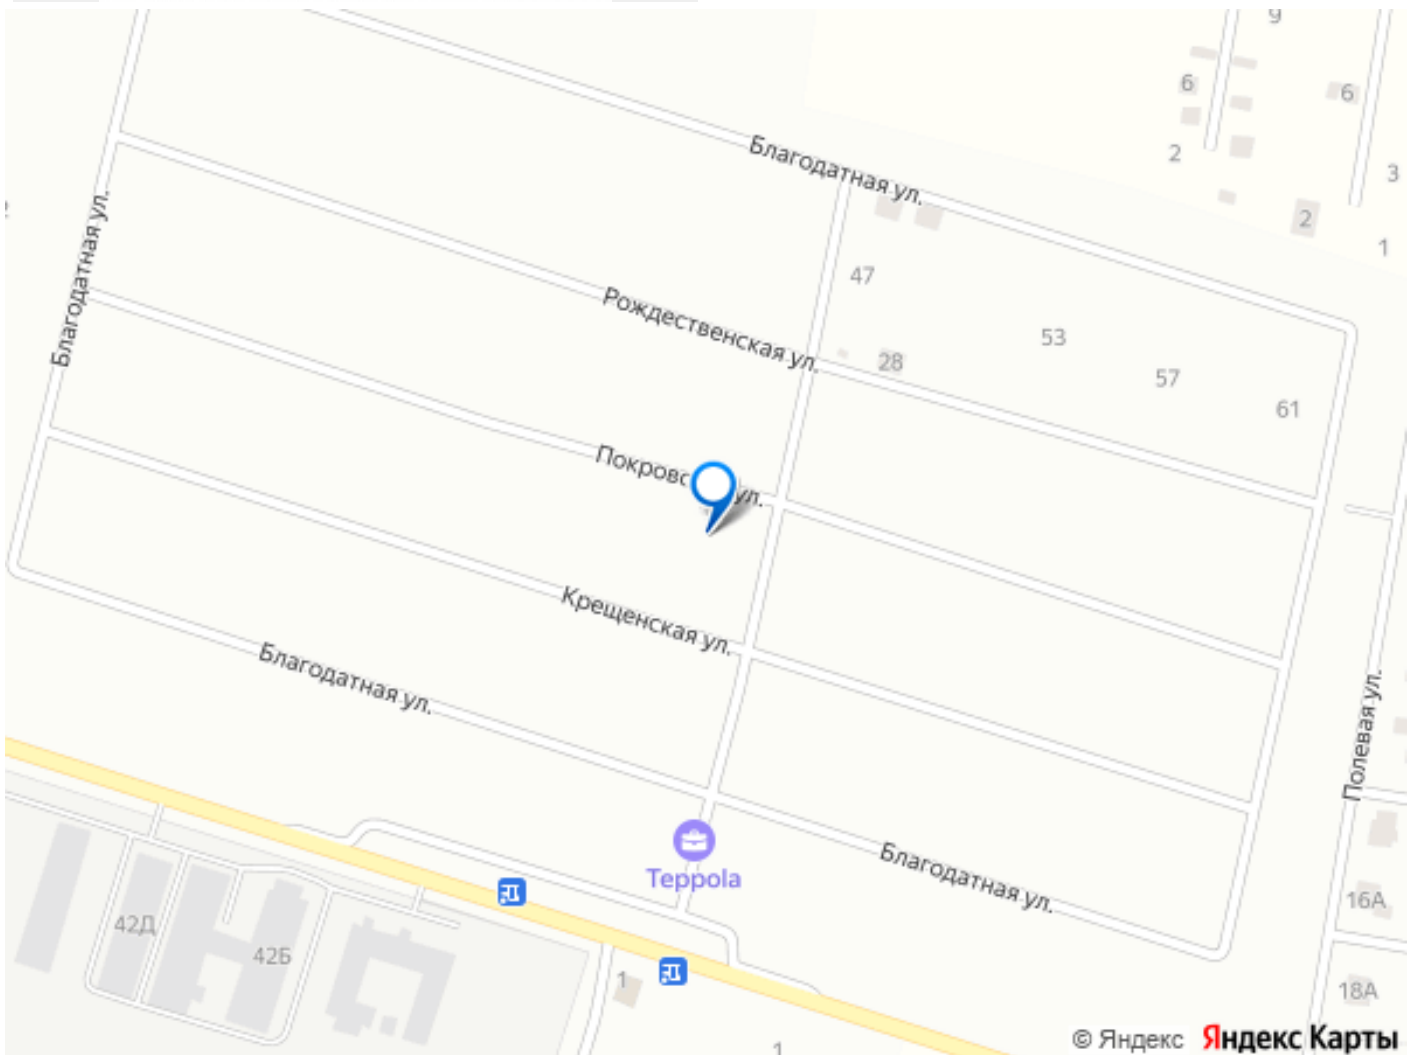 9
6
6
Благодатная ул.
2
3
Благодатная ул.
2
1
47
Рождественская ул.
53
28
57
61
Покровс
ул.
Крещенская ул.
Благодатная ул.
Полевая ул.
Teppola
Благодатная ул.
16А
42Д
42Б
1
18А
1
© Яндекс Яндекс Карты